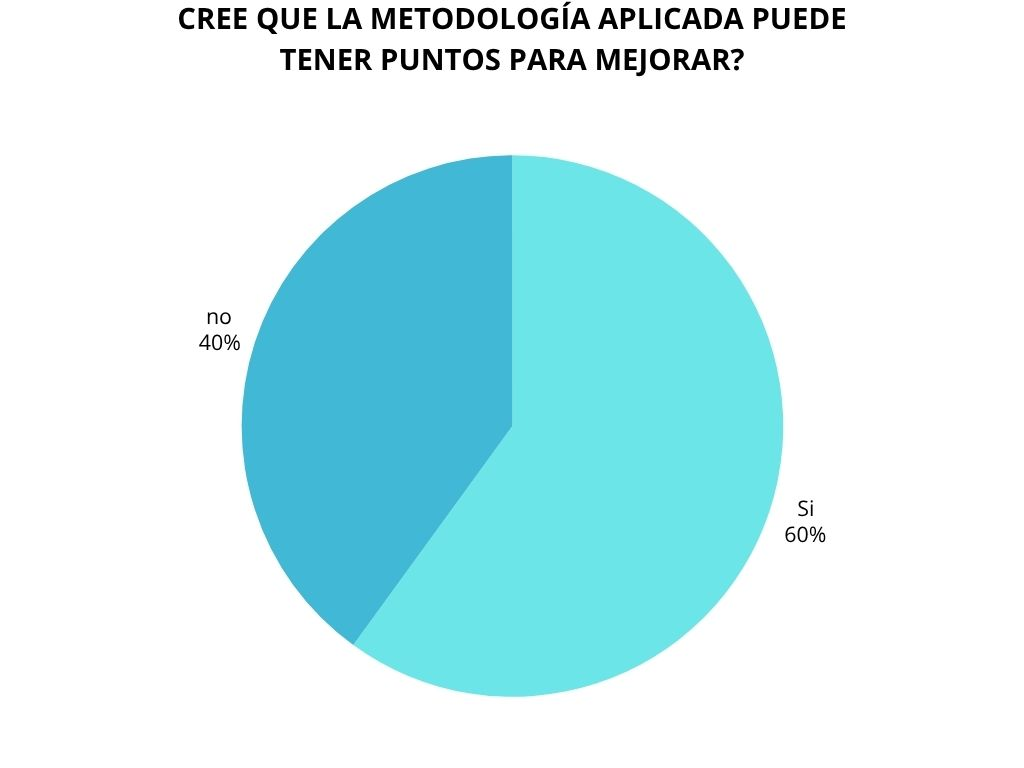 CREE QUE LA METODOLOGÍA APLICADA PUEDE
TENER PUNTOS PARA MEJORAR?
no
40%
Si
60%